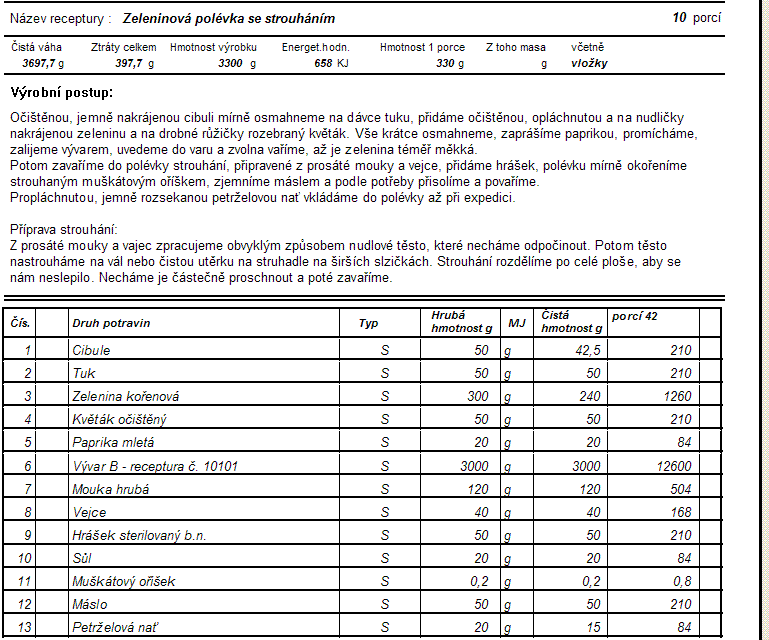 Název receptury : Zeleninová polévka se strouháním 10 porcí
Čistá váha Ztráty celkem Hmotnost výrobku Energet.hodn. Hmotnost 1 porce Z toho masa včetně
3697,7 g 397,7 g 3300 g 658 KJ 330 g g vložky
Výrobní postup:
Očištěnou, jemně nakrájenou cibuli mírně osmahneme na dávce tuku, přidáme očištěnou, opláchnutou a na nudličky
nakrájenou zeleninu a na drobné růžičky rozebraný květák. Vše krátce osmahneme, zaprášíme paprikou, promícháme,
zalijeme vývarem, uvedeme do varu a zvolna vaříme, až je zelenina téměř měkká.
Potom zavaříme do polévky strouhání, připravené z prosáté mouky a vejce, přidáme hrášek, polévku mírně okořeníme
strouhaným muškátovým oříškem, zjemníme máslem a podle potřeby přisolíme a povaříme.
Propláchnutou, jemně rozsekanou petrželovou nať vkládáme do polévky až při expedici.
Příprava strouhání:
Z prosáté mouky a vajec zpracujeme obvyklým způsobem nudlové těsto, které necháme odpočinout. Potom těsto
nastrouháme na vál nebo čistou utěrku na struhadle na širších slzičkách. Strouhání rozdělíme po celé ploše, aby se
nám neslepilo. Necháme je částečně proschnout a poté zavaříme.
Čís. Druh potravin Typ Hrubá hmotnost g MJ Čistá hmotnost g porcí 42
1 Cibule S 50 g 42,5 210
2 Tuk S 50 g 50 210
3 Zelenina kořenová S 300 g 240 1260
4 Květák očištěný S 50 g 50 210
5 Paprika mletá S 20 g 20 84
6 Vývar B - receptura č. 10101 S 3000 g 3000 12600
7 Mouka hrubá S 120 g 120 504
8 Vejce S 40 g 40 168
9 Hrášek sterilovaný b.n. S 50 g 50 210
10 Sůl S 20 g 20 84
11 Muškátový oříšek S 0,2 g 0,2 0,8
12 Máslo S 50 g 50 210
13 Petrželová nať S 20 g 15 84